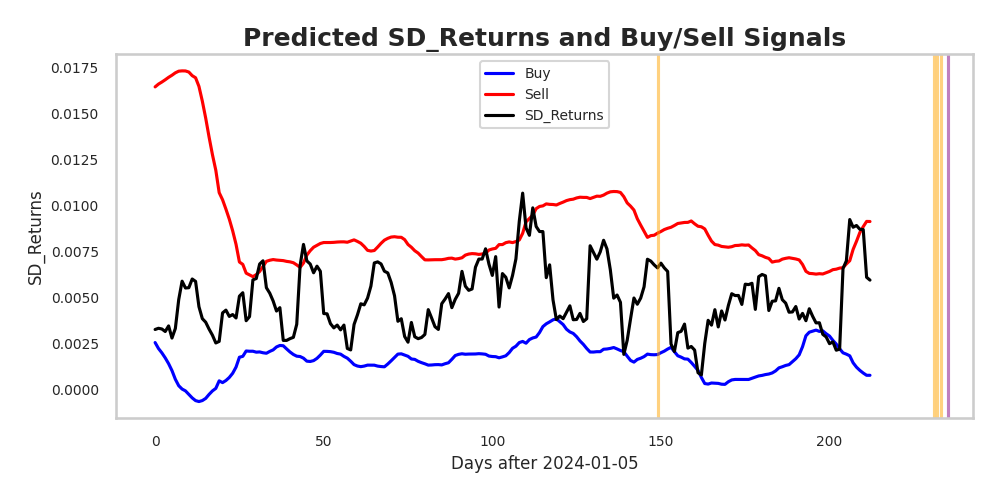 Predicted SD_Returns and Buy/Sell Signals
Buy
Sell
SD_Returns
SD_Returns
0.0175
0.0150
0.0125
0.0100
0.0075
0.0050
0.0025
0.0000
0
50
100
150
200
Days after 2024-01-05